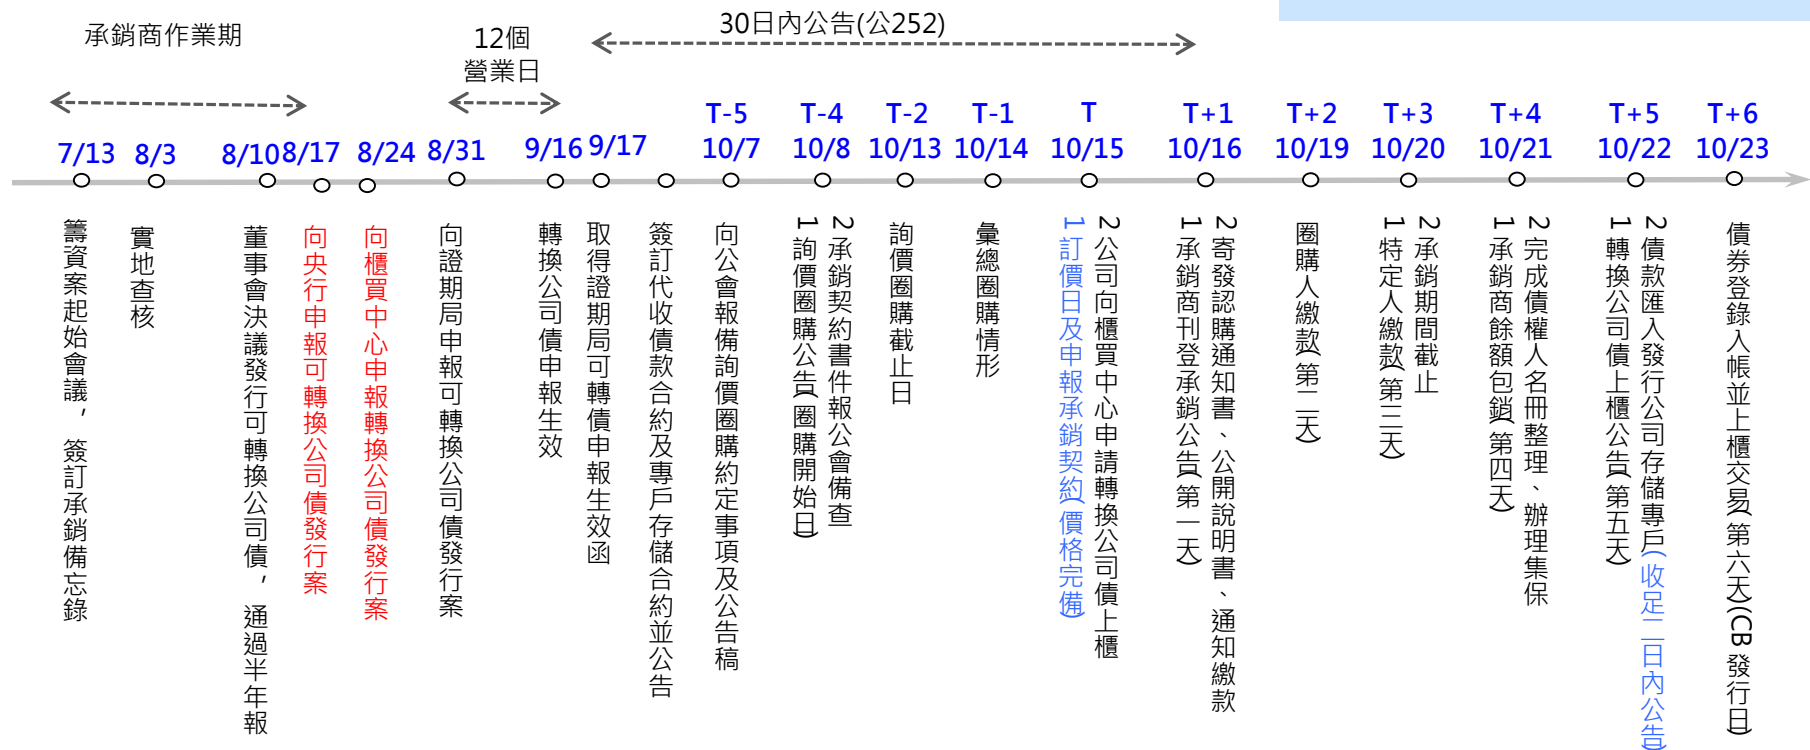 承銷商作業期
12個
營業日
30日內公告(公252)
T-5
T-4
T-2
T-1
T
T+1
T+2
T+3
T+4
T+5
T+6
7/13
8/3
8/10
8/17
8/24
8/31
9/16
9/17
10/7
10/8
10/13
10/14
10/15
10/16
10/19
10/20
10/21
10/22
10/23
籌資案起始會議，簽訂承銷備忘錄
實地查核
董事會決議發行可轉換公司債，通過半年報
向央行申報可轉換公司債發行案
向櫃買中心申報轉換公司債發行案
向證期局申報可轉換公司債發行案
轉換公司債申報生效
取得證期局可轉債申報生效函
簽訂代收債款合約及專戶存儲合約並公告
向公會報備詢價圈購約定事項及公告稿
1 詢價圈購公告(圈購開始日)
2 承銷契約書件報公會備查
詢價圈購截止日
彙總圈購情形
1 訂價日及申報承銷契約(價格完備)
2 公司向櫃買中心申請轉換公司債上櫃
1 承銷商刊登承銷公告(第一天)
2 寄發認購通知書、公開說明書、通知繳款
圈購人繳款(第二天)
1 特定人繳款(第三天)
2 承銷期間截止
1 承銷商餘額包銷(第四天)
2 完成債權人名冊整理、辦理集保
1 轉換公司債上櫃公告(第五天)
2 債款匯入發行公司存儲專戶(收足二日內公告)
債券登錄入帳並上櫃交易(第六天)(CB 發行日)